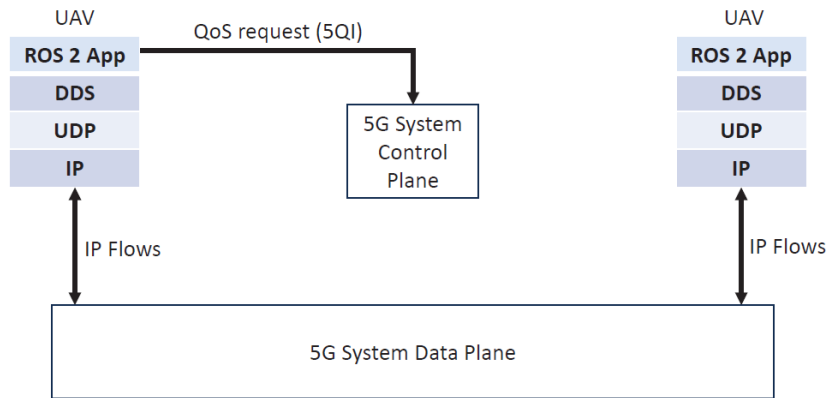 UAV
ROS 2 App
DDS
UDP
IP
QoS request (5QI)
5G System
Control
Plane
UAV
ROS 2 App
DDS
UDP
IP
IP Flows
IP Flows
5G System Data Plane